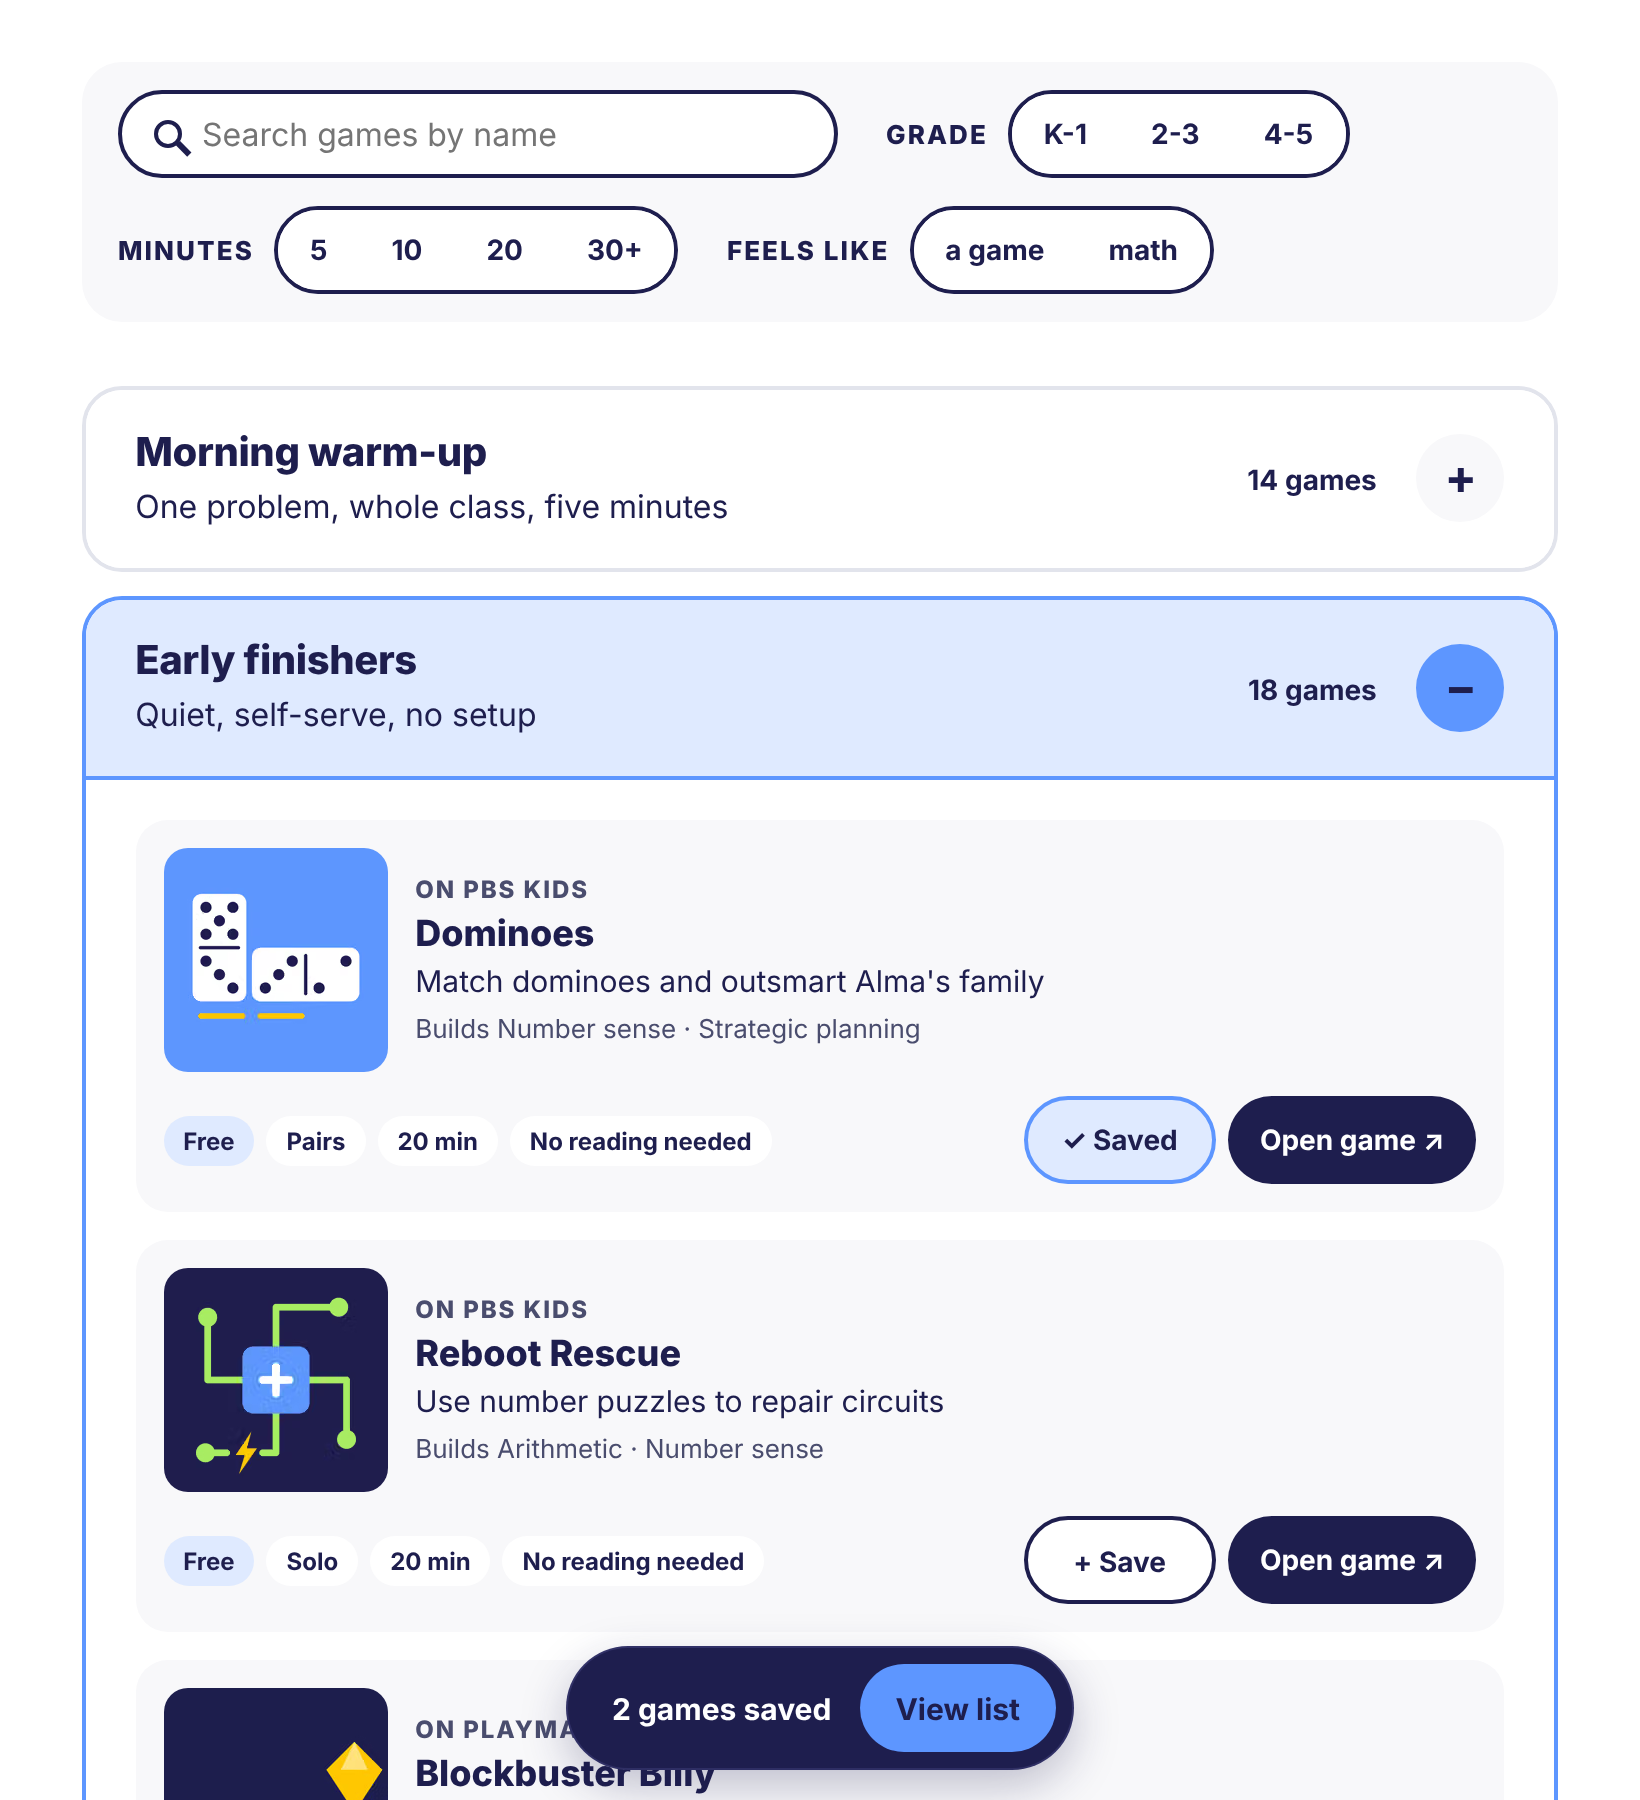 Search games by name
GRADE
K-1 2-3 4-5
MINUTES
5 10 20 30+
FEELS LIKE
a game math
Morning warm-up
One problem, whole class, five minutes
14 games
+
Early finishers
Quiet, self-serve, no setup
18 games
−
ON PBS KIDS
Dominoes
Match dominoes and outsmart Alma's family
Builds Number sense · Strategic planning
Free Pairs 20 min No reading needed
✓ Saved
Open game ↗
ON PBS KIDS
Reboot Rescue
Use number puzzles to repair circuits
Builds Arithmetic · Number sense
Free Solo 20 min No reading needed
+ Save
Open game ↗
2 games saved
View list
ON
Blockbuster Billy